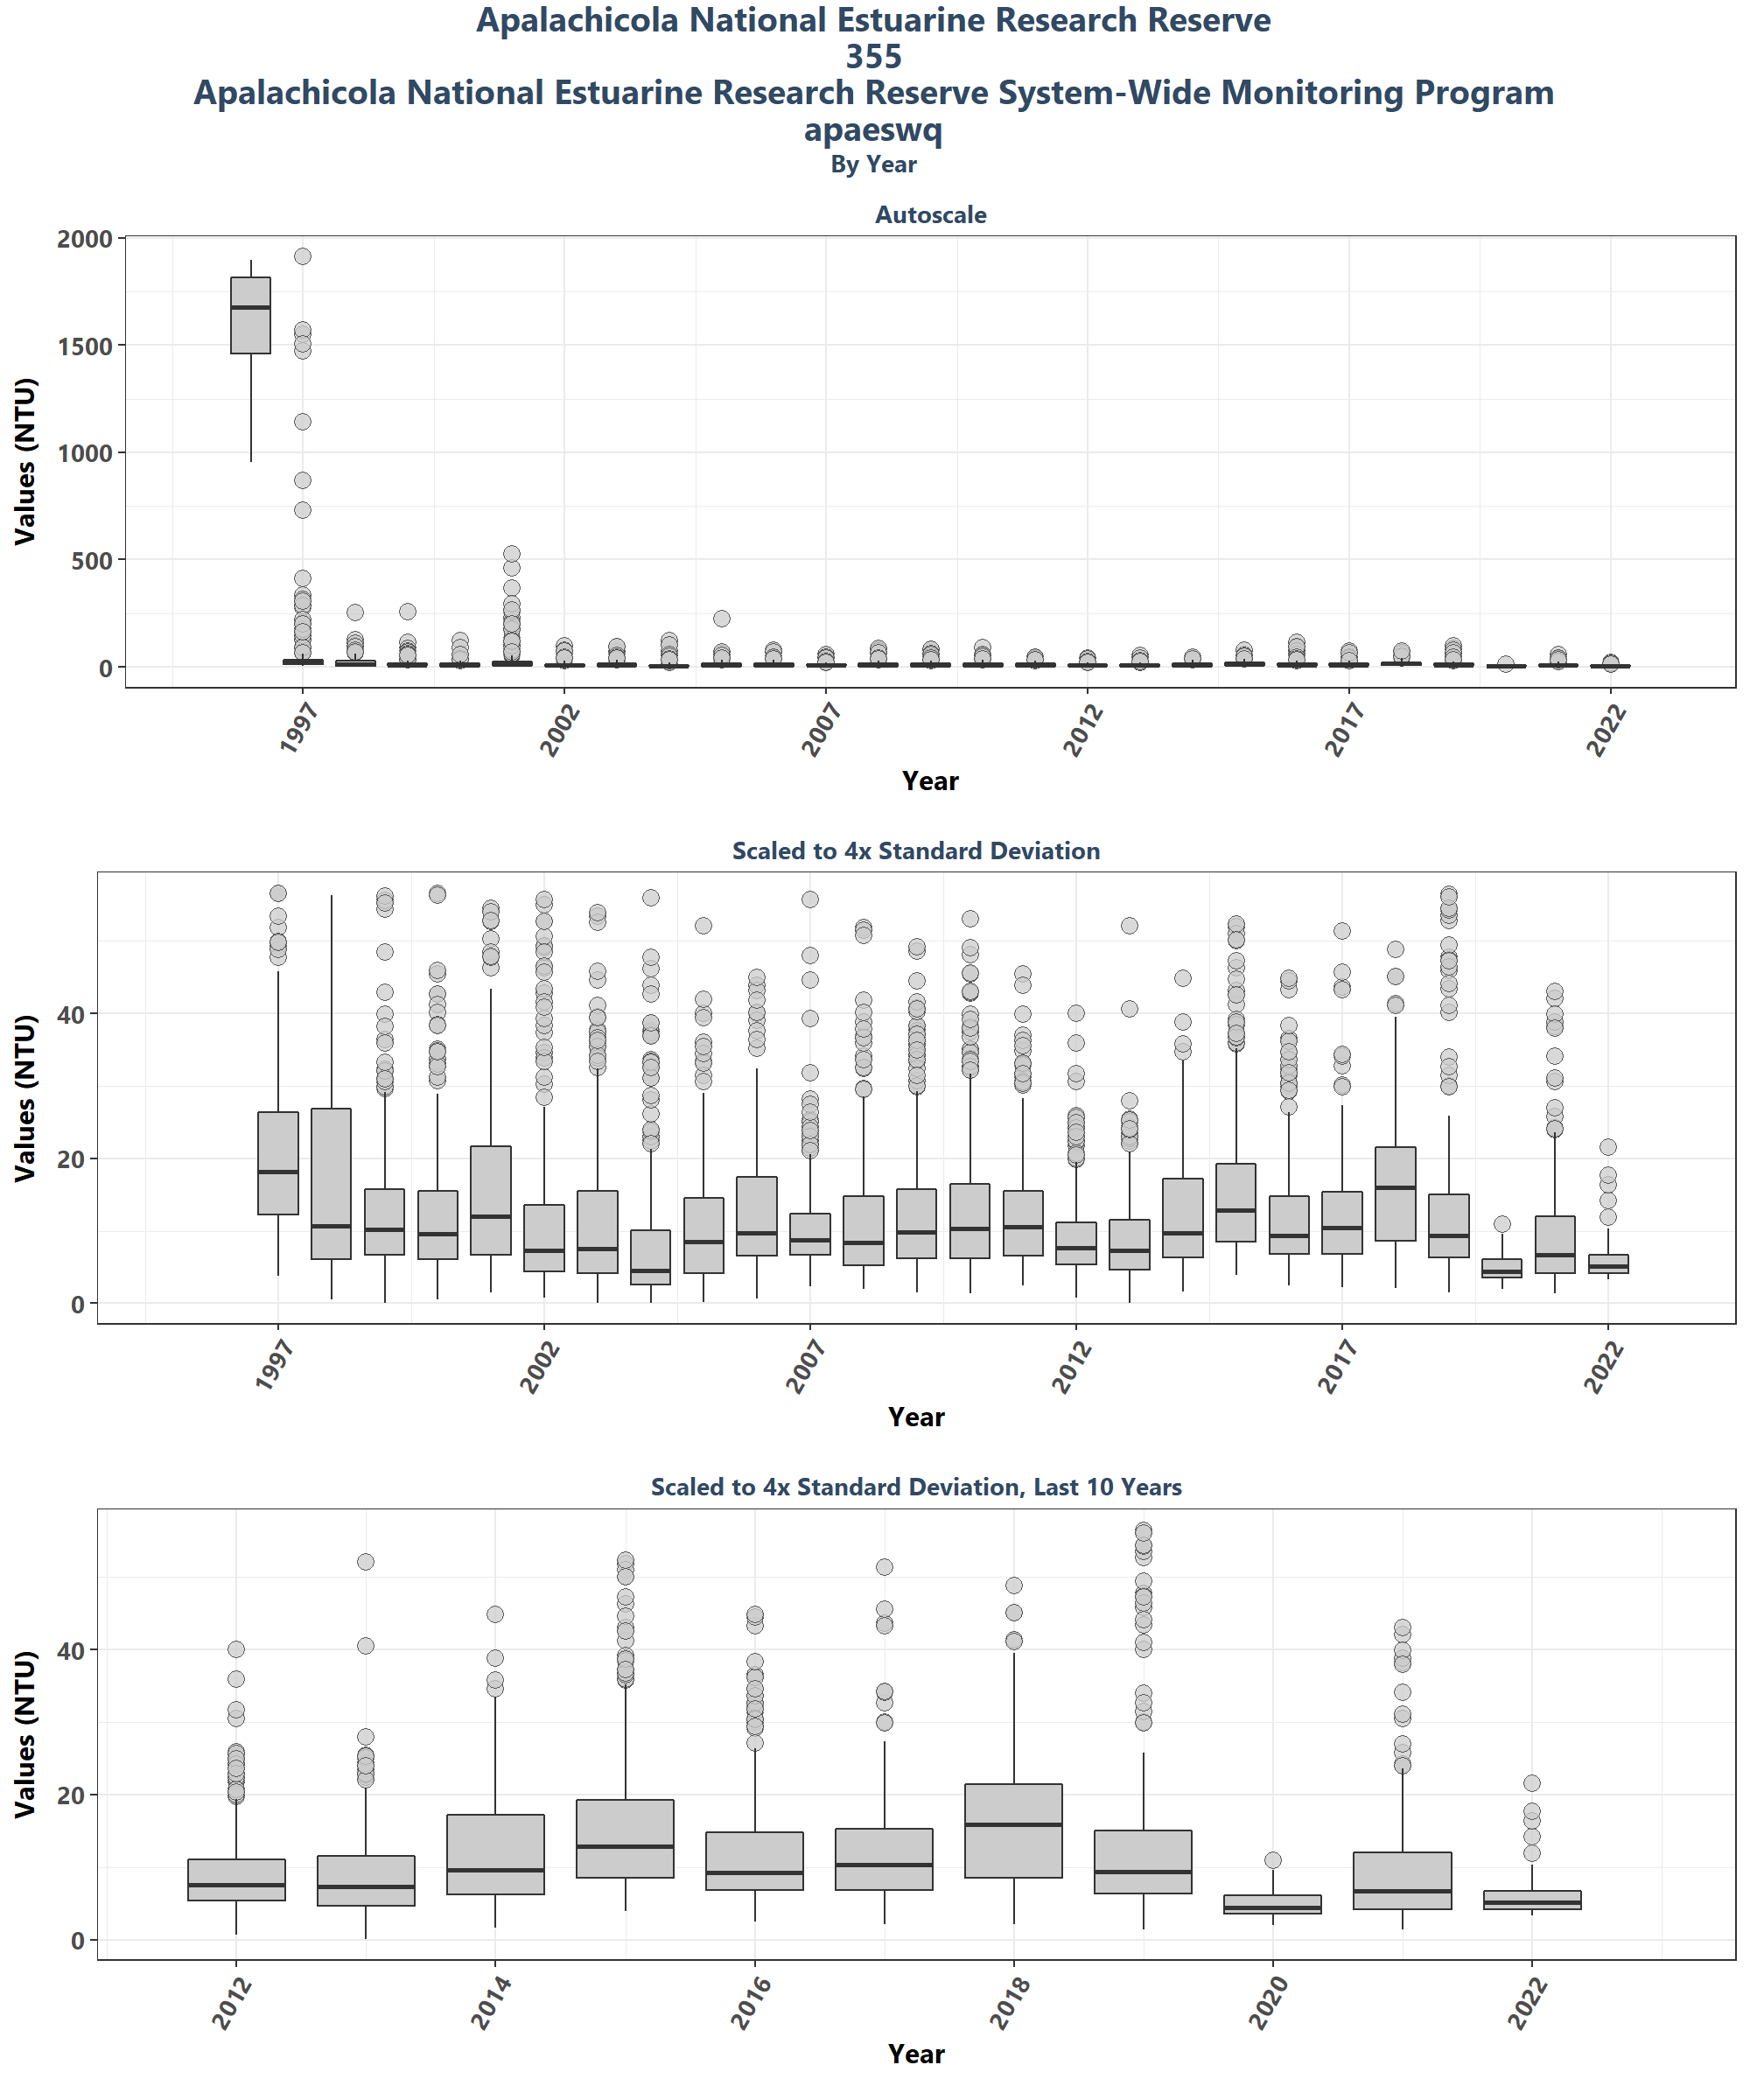 Apalachicola National Estuarine Research Reserve
355
Apalachicola National Estuarine Research Reserve System-Wide Monitoring Program
apaeswq
By Year
Autoscale
Values (NTU)
2000
1500
1000
500
0
1997
2002
2007
2012
2017
2022
Year
Scaled to 4x Standard Deviation
Values (NTU)
40
20
0
1997
2002
2007
2012
2017
2022
Year
Scaled to 4x Standard Deviation, Last 10 Years
Values (NTU)
40
20
0
2012
2014
2016
2018
2020
2022
Year